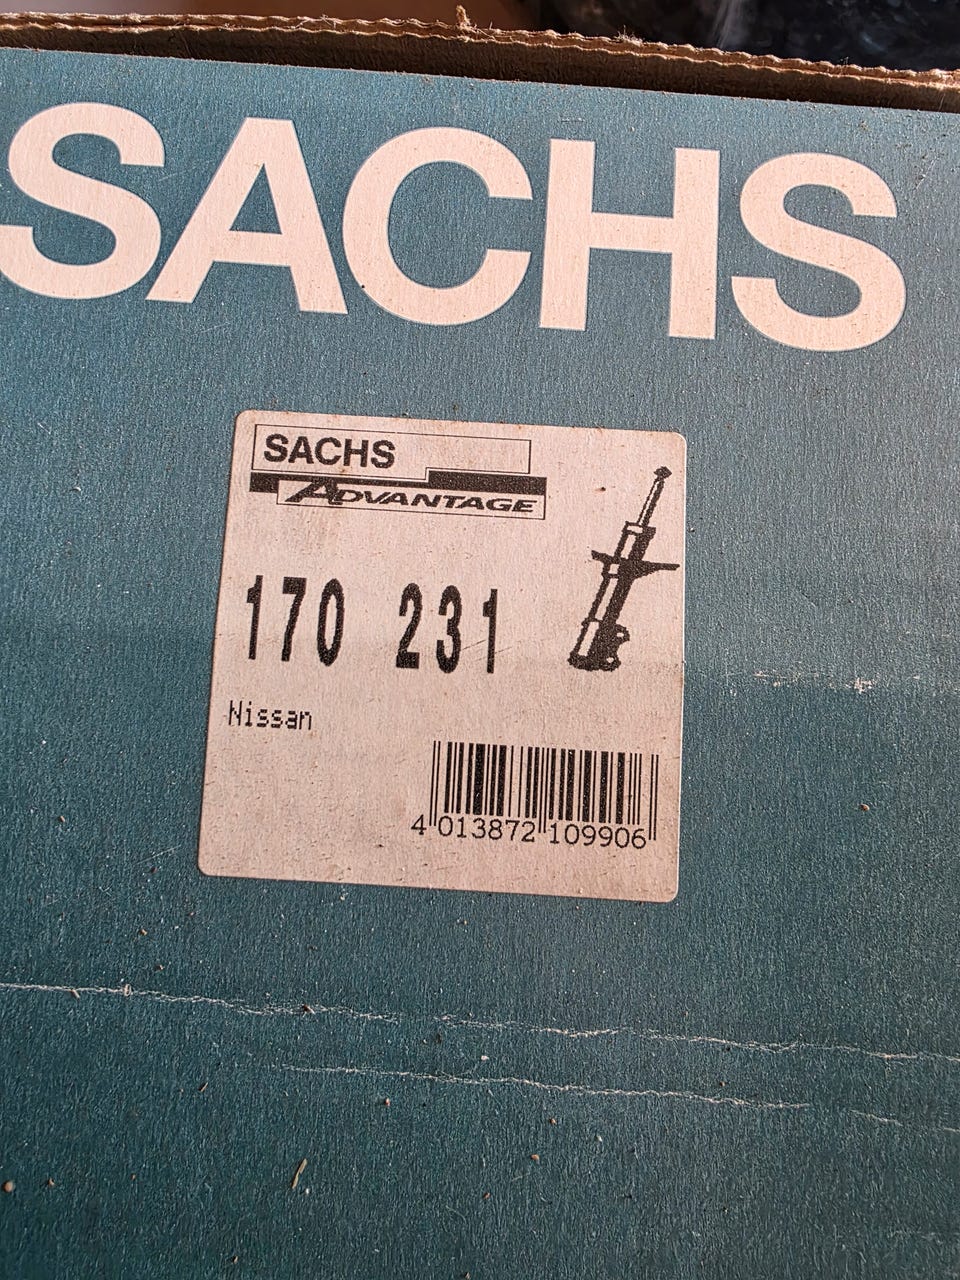 SACHS
SACHS
ADVANTAGE
170 231
Nissan
4 013872 109906